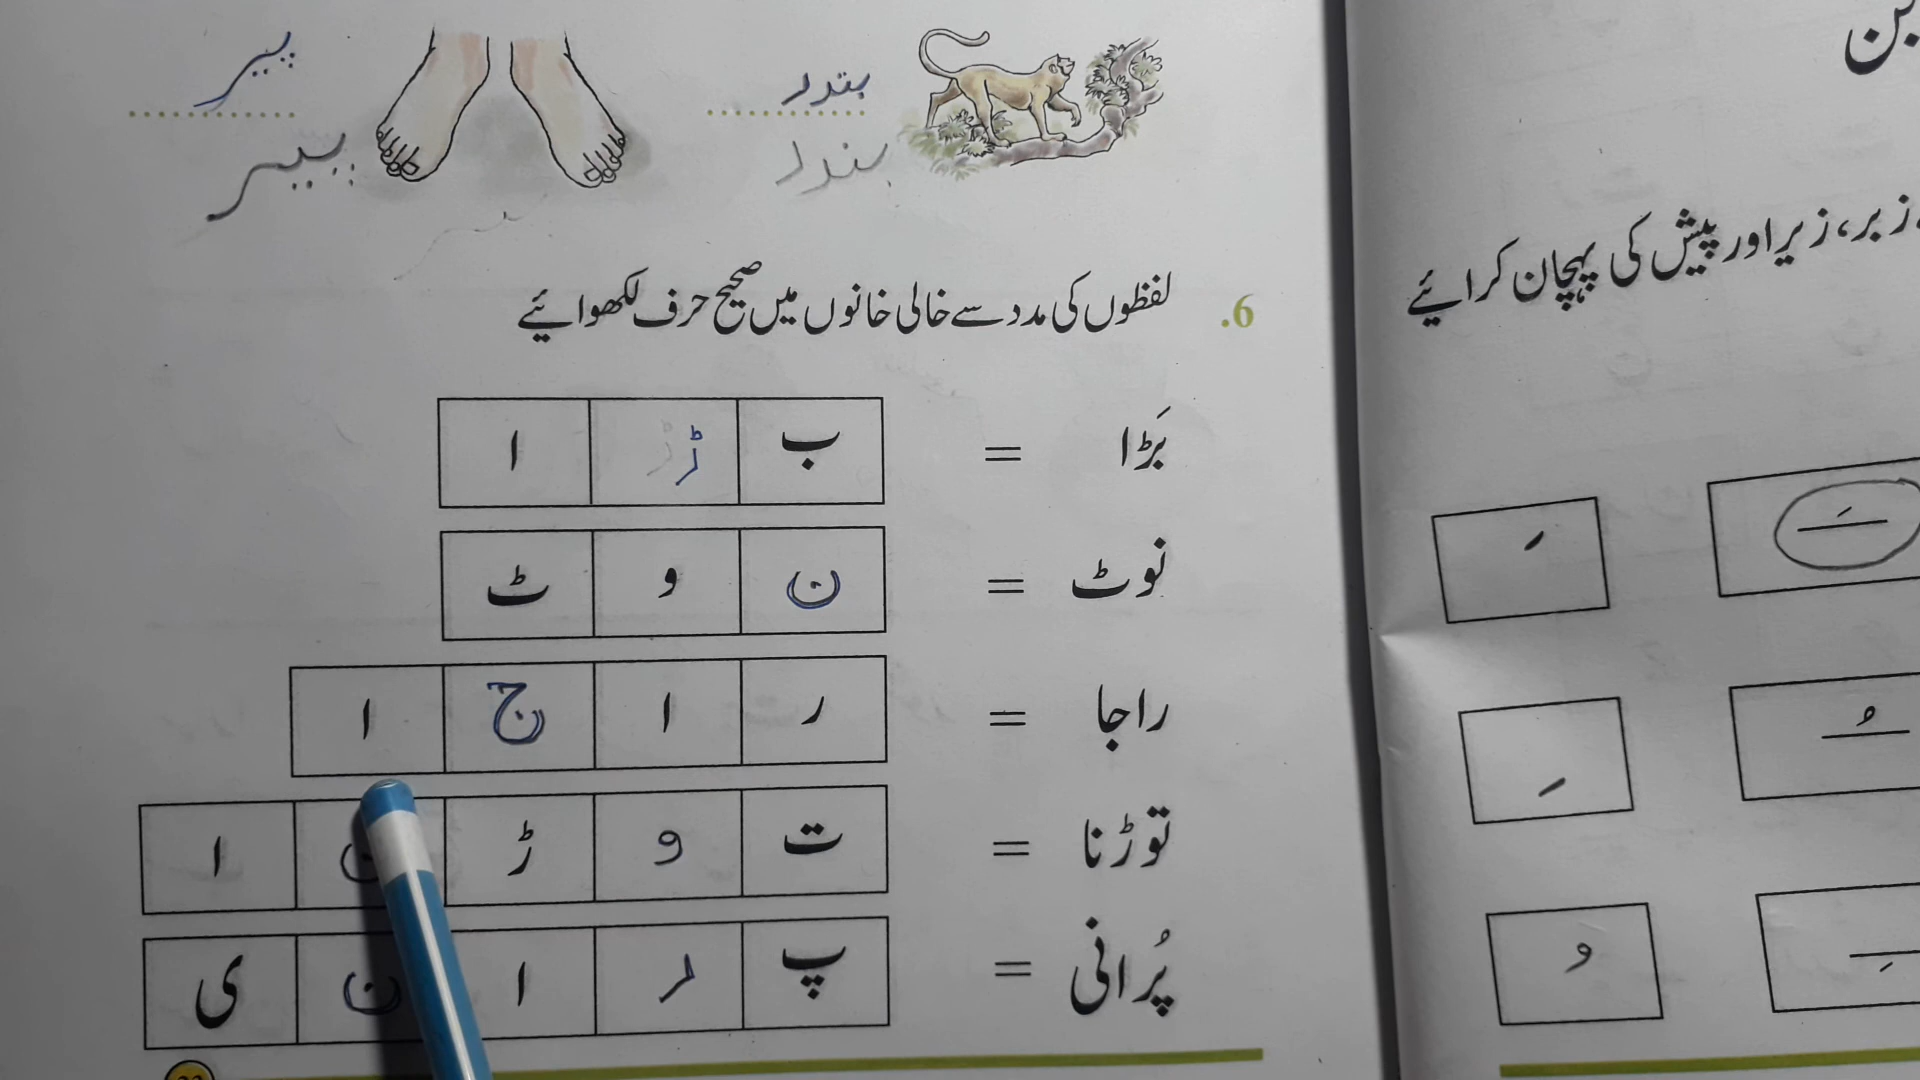 بندر
پیر
بندر
پیر
6. لفظوں کی مدد سے خالی خانوں میں صحیح حرف لکھوائیے
بَڑا = ب ڑ ا
نوٹ = ن و ٹ
راجا = ر ا ج ا
توڑنا = ت و ڑ ن ا
پُرانی = پ ر ا ن ی
، زبر، زیر اور پیش کی پہچان کرائیے